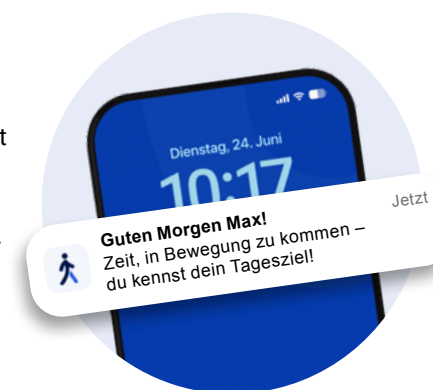 t
Dienstag, 24. Juni
10:17
Jetzt
Guten Morgen Max!
Zeit, in Bewegung zu kommen –
du kennst dein Tagesziel!